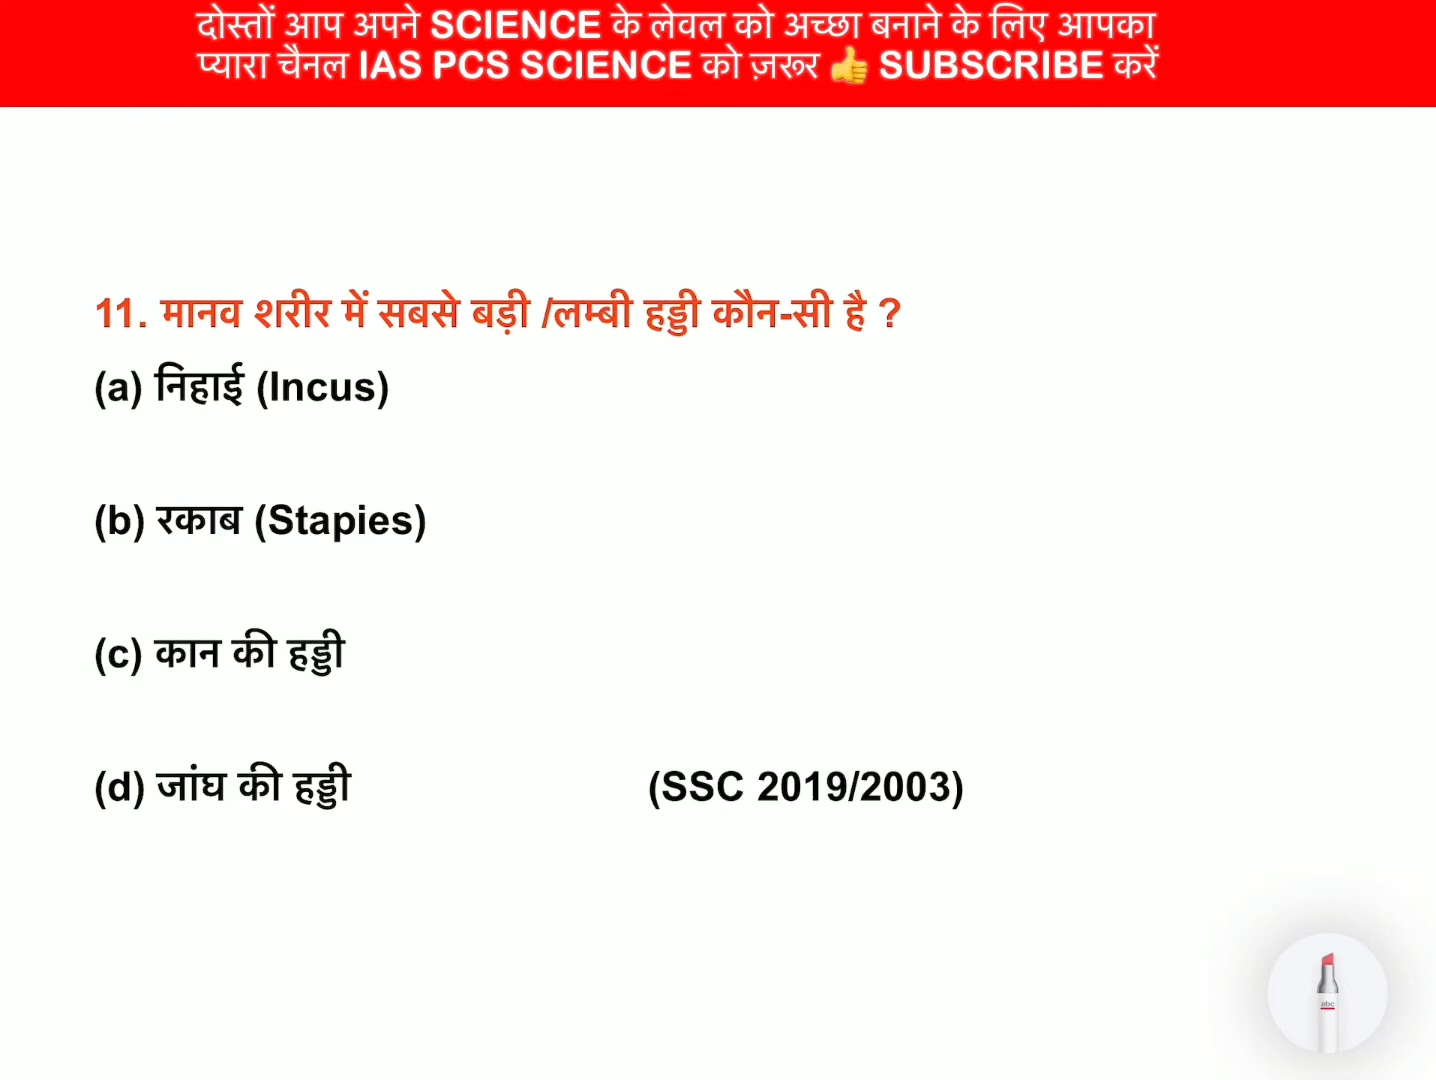 दोस्तों आप अपने SCIENCE के लेवल को अच्छा बनाने के लिए आपका
प्यारा चैनल IAS PCS SCIENCE को ज़रूर 👍 SUBSCRIBE करें
11. मानव शरीर में सबसे बड़ी /लम्बी हड्डी कौन-सी है ?
(a) निहाई (Incus)
(b) रकाब (Stapies)
(c) कान की हड्डी
(d) जांघ की हड्डी (SSC 2019/2003)
abc